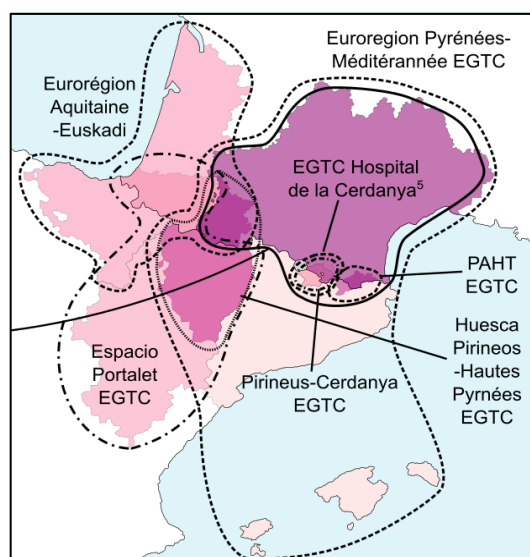 Euroregion Pyrénées-
Méditérannée EGTC
Eurorégion
Aquitaine
-Euskadi
EGTC Hospital
de la Cerdanya⁵
PAHT
EGTC
Huesca
Pirineos
-Hautes
Pyrnées
EGTC
Espacio
Portalet
EGTC
Pirineus-Cerdanya
EGTC